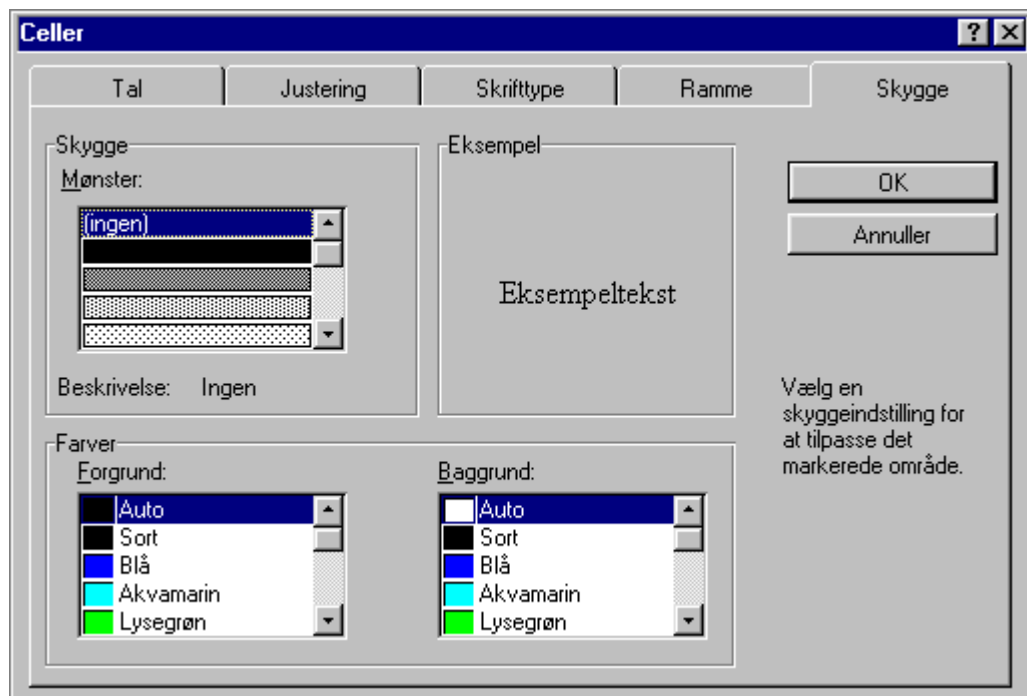 Celler
Tal Justering Skrifttype Ramme Skygge
Skygge
Mønster:
(ingen)
Beskrivelse: Ingen
Eksempel
Eksempeltekst
OK
Annuller
Vælg en
skyggeindstilling for
at tilpasse det
markerede område.
Farver
Forgrund:
Auto
Sort
Blå
Akvamarin
Lysegrøn
Baggrund:
Auto
Sort
Blå
Akvamarin
Lysegrøn